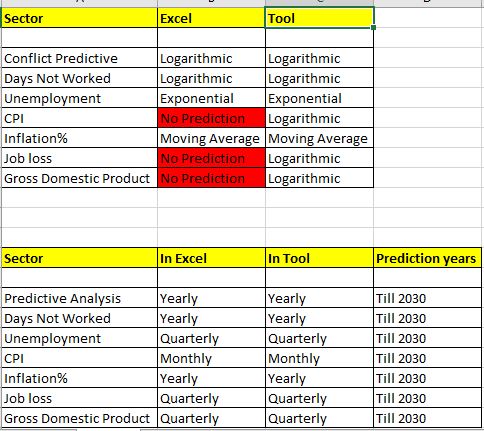 Sector Excel Tool
Conflict Predictive Logarithmic Logarithmic
Days Not Worked Logarithmic Logarithmic
Unemployment Exponential Exponential
CPI No Prediction Logarithmic
Inflation% Moving Average Moving Average
Job loss No Prediction Logarithmic
Gross Domestic Product No Prediction Logarithmic
Sector In Excel In Tool Prediction years
Predictive Analysis Yearly Yearly Till 2030
Days Not Worked Yearly Yearly Till 2030
Unemployment Quarterly Quarterly Till 2030
CPI Monthly Monthly Till 2030
Inflation% Yearly Yearly Till 2030
Job loss Quarterly Quarterly Till 2030
Gross Domestic Product Quarterly Quarterly Till 2030